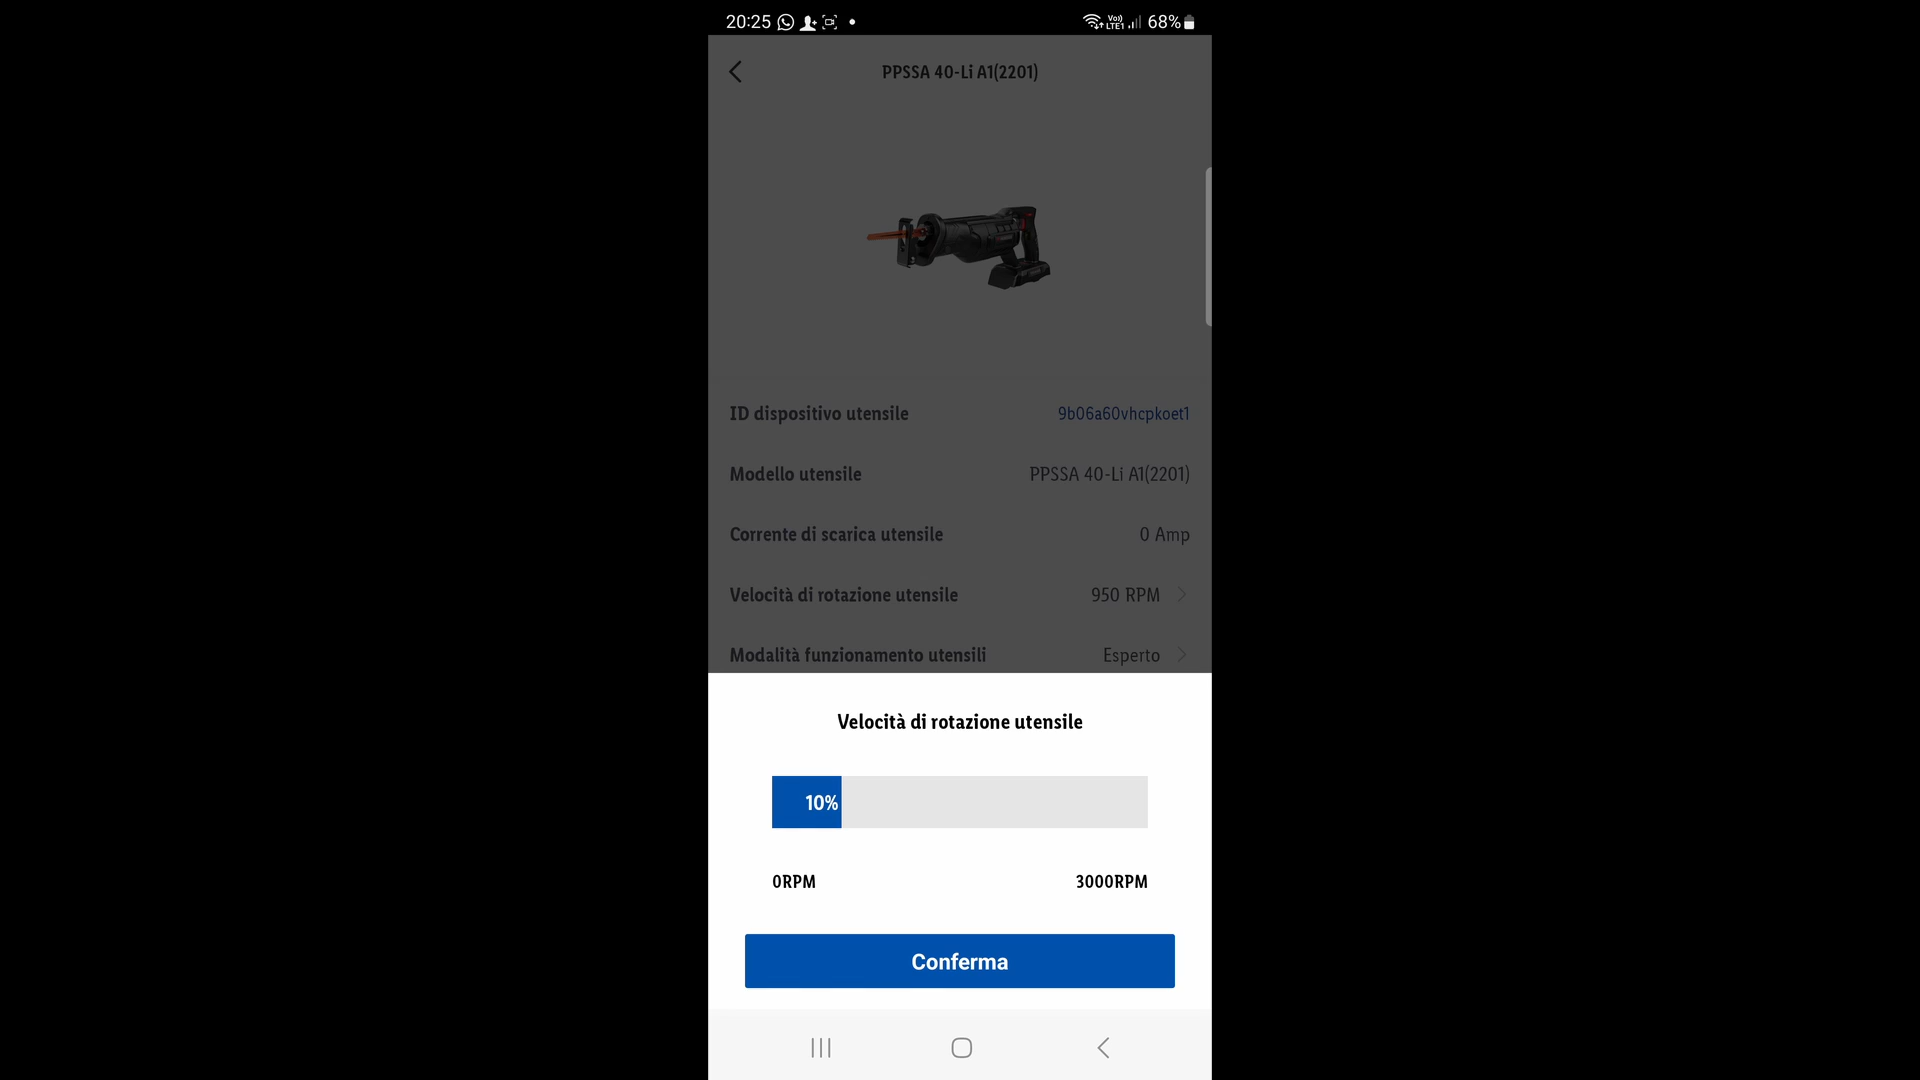 20:25 Vo)) LTE1 68%
PPSSA 40-Li A1(2201)
ID dispositivo utensile 9b06a60vhcpkoet1
Modello utensile PPSSA 40-Li A1(2201)
Corrente di scarica utensile 0 Amp
Velocità di rotazione utensile 950 RPM
Modalità funzionamento utensili Esperto
Velocità di rotazione utensile
10%
0RPM 3000RPM
Conferma